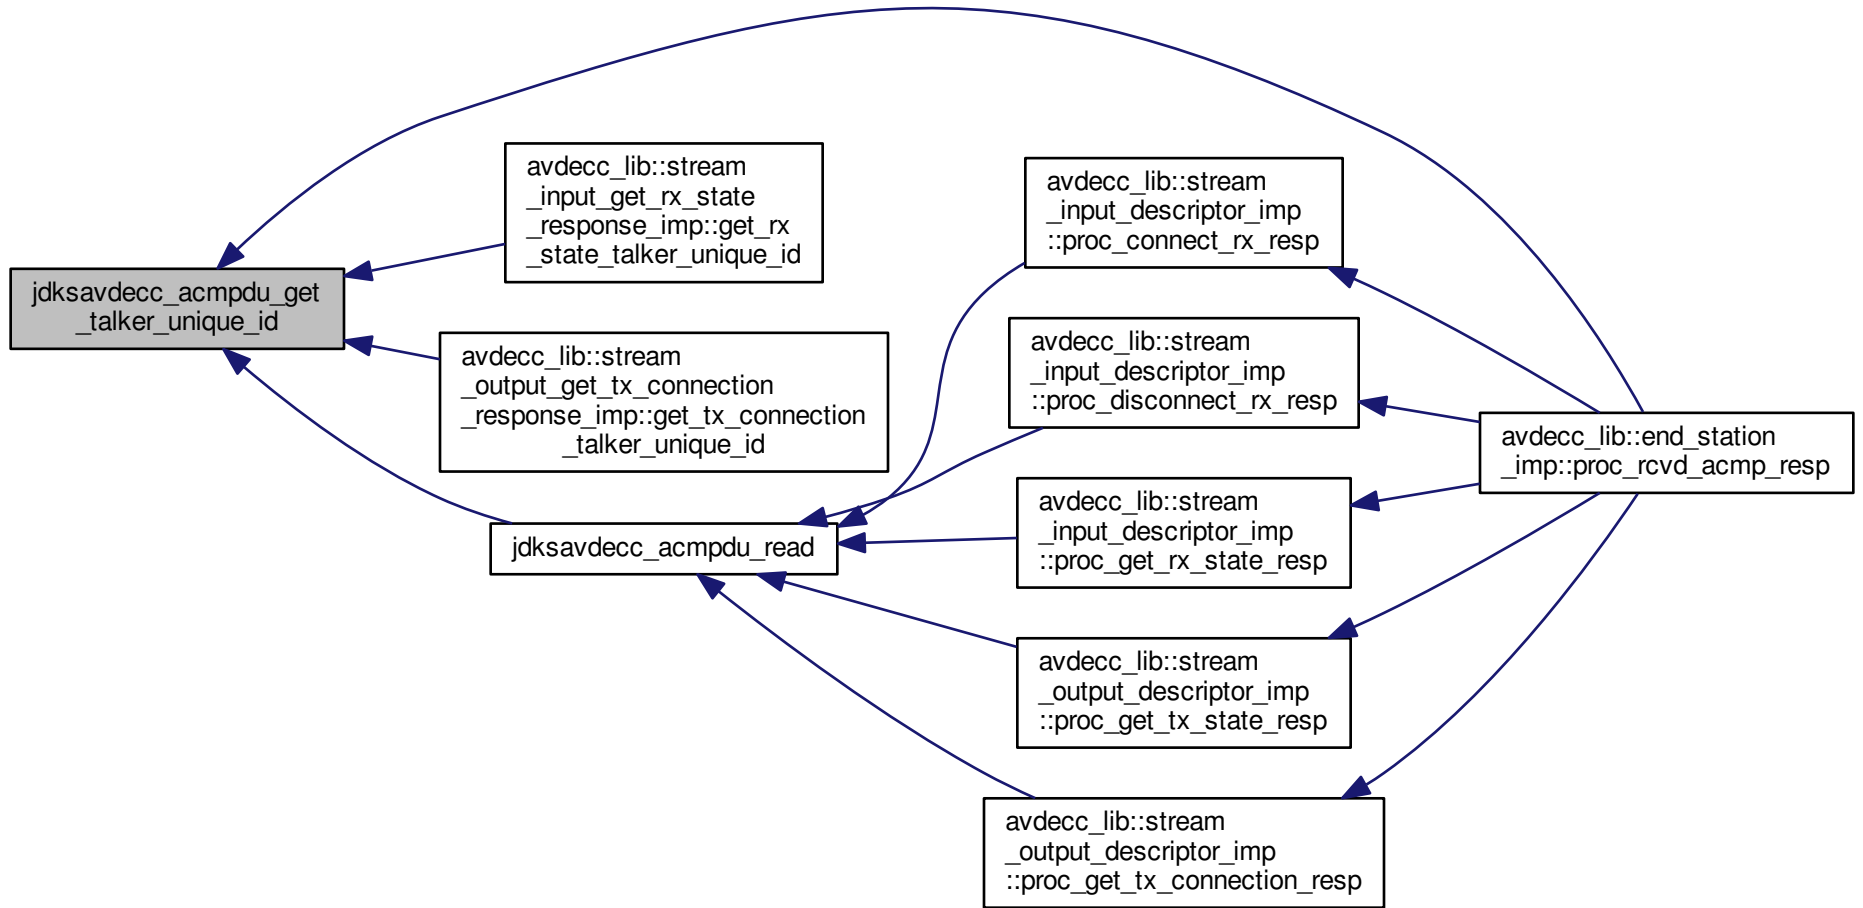 jdksavdecc_acmpdu_get
_talker_unique_id
avdecc_lib::stream
_input_get_rx_state
_response_imp::get_rx
_state_talker_unique_id
avdecc_lib::stream
_output_get_tx_connection
_response_imp::get_tx_connection
_talker_unique_id
jdksavdecc_acmpdu_read
avdecc_lib::stream
_input_descriptor_imp
::proc_connect_rx_resp
avdecc_lib::stream
_input_descriptor_imp
::proc_disconnect_rx_resp
avdecc_lib::stream
_input_descriptor_imp
::proc_get_rx_state_resp
avdecc_lib::stream
_output_descriptor_imp
::proc_get_tx_state_resp
avdecc_lib::stream
_output_descriptor_imp
::proc_get_tx_connection_resp
avdecc_lib::end_station
_imp::proc_rcvd_acmp_resp